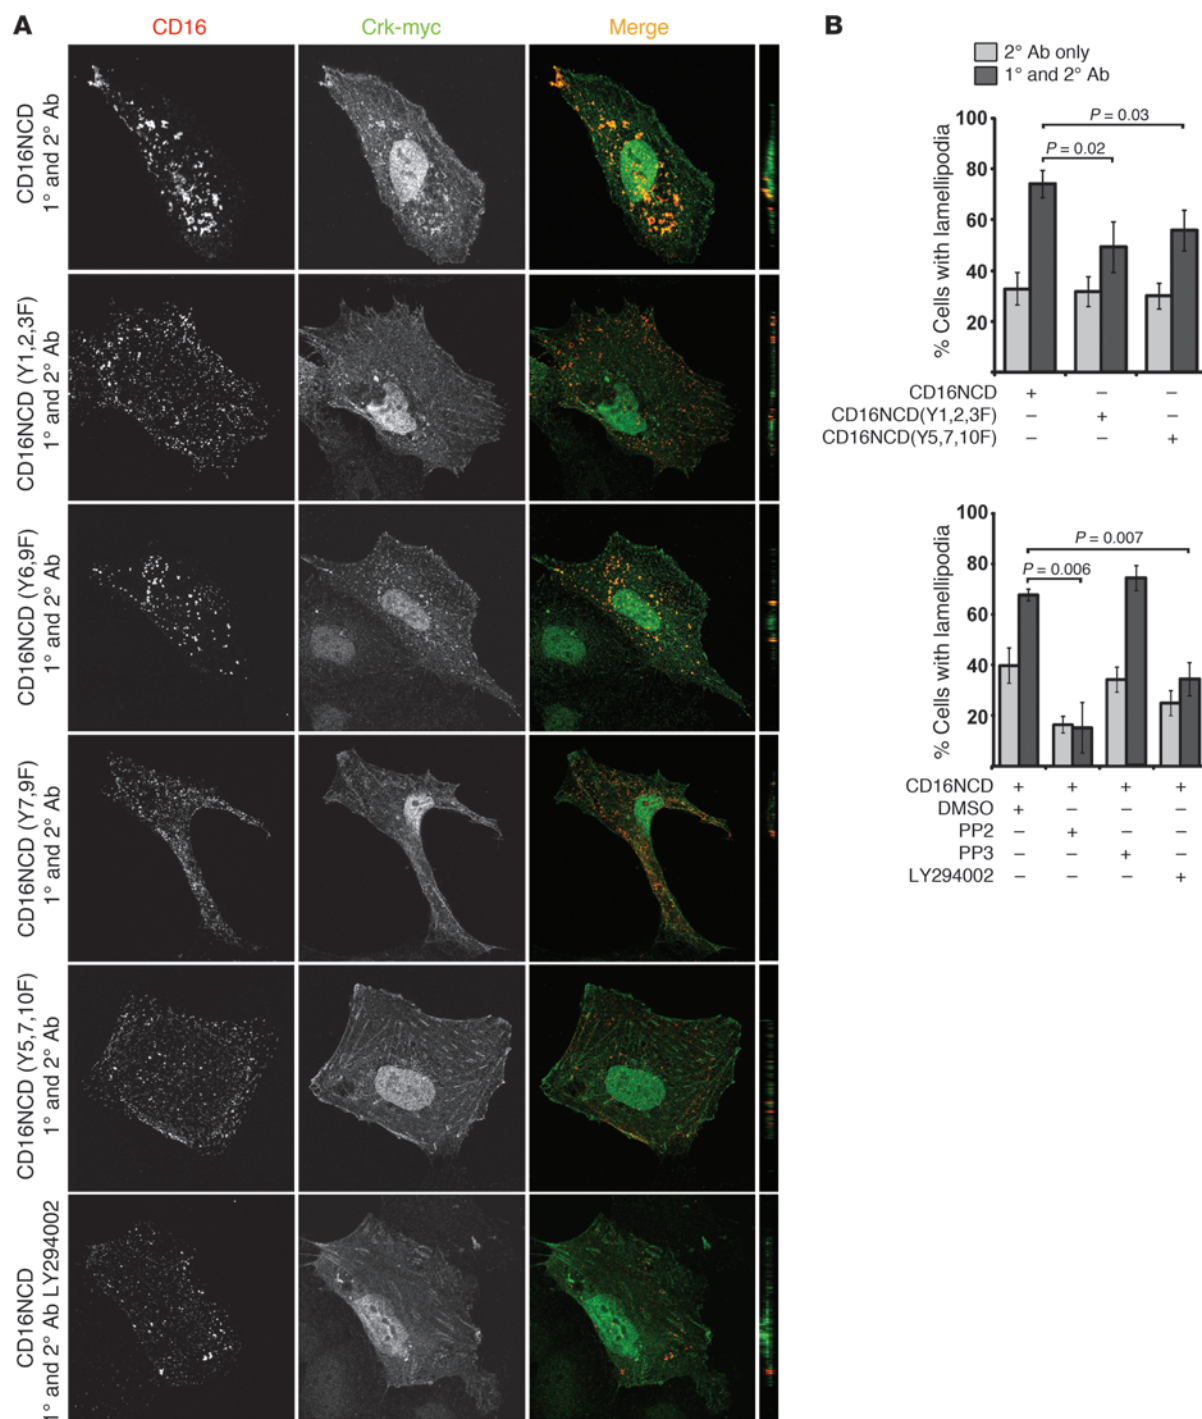 A
CD16
Crk-myc
Merge
CD16NCD
1° and 2° Ab
CD16NCD (Y1,2,3F)
1° and 2° Ab
CD16NCD (Y6,9F)
1° and 2° Ab
CD16NCD (Y7,9F)
1° and 2° Ab
CD16NCD (Y5,7,10F)
1° and 2° Ab
CD16NCD
1° and 2° Ab LY294002
B
2° Ab only
1° and 2° Ab
% Cells with lamellipodia
100
80
60
40
20
P = 0.03
P = 0.02
CD16NCD + – –
CD16NCD(Y1,2,3F) – + –
CD16NCD(Y5,7,10F) – – +
% Cells with lamellipodia
100
80
60
40
20
P = 0.007
P = 0.006
CD16NCD + + + +
DMSO + – – –
PP2 – + – –
PP3 – – + –
LY294002 – – – +